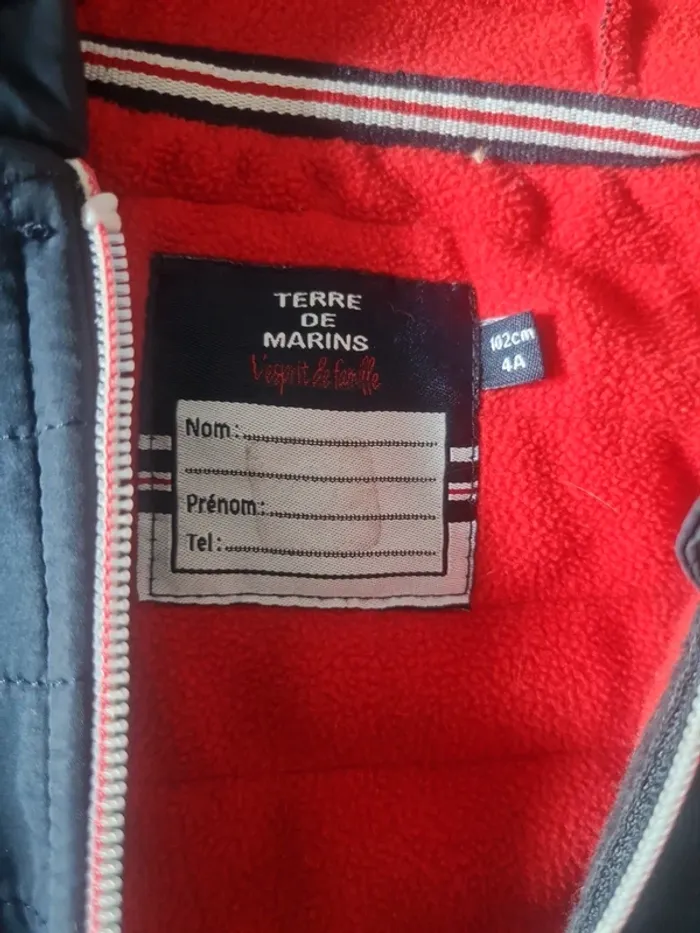 TERRE
DE
MARINS
L'esprit de famille
102cm
4A
Nom:
Prénom:
Tel: